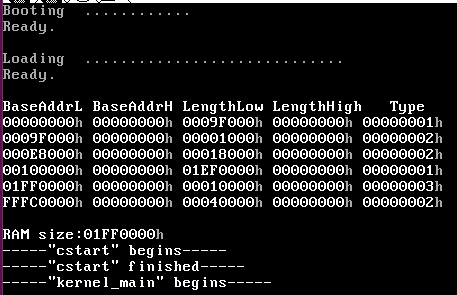 Booting  ............
Ready.
Loading  .............................
Ready.
BaseAddrL BaseAddrH LengthLow LengthHigh   Type
00000000h 00000000h 0009F000h 00000000h 00000001h
0009F000h 00000000h 00001000h 00000000h 00000002h
000E8000h 00000000h 00018000h 00000000h 00000002h
00100000h 00000000h 01EF0000h 00000000h 00000001h
01FF0000h 00000000h 00010000h 00000000h 00000003h
FFFC0000h 00000000h 00040000h 00000000h 00000002h
RAM size:01FF0000h
-----"cstart" begins-----
-----"cstart" finished-----
-----"kernel_main" begins-----